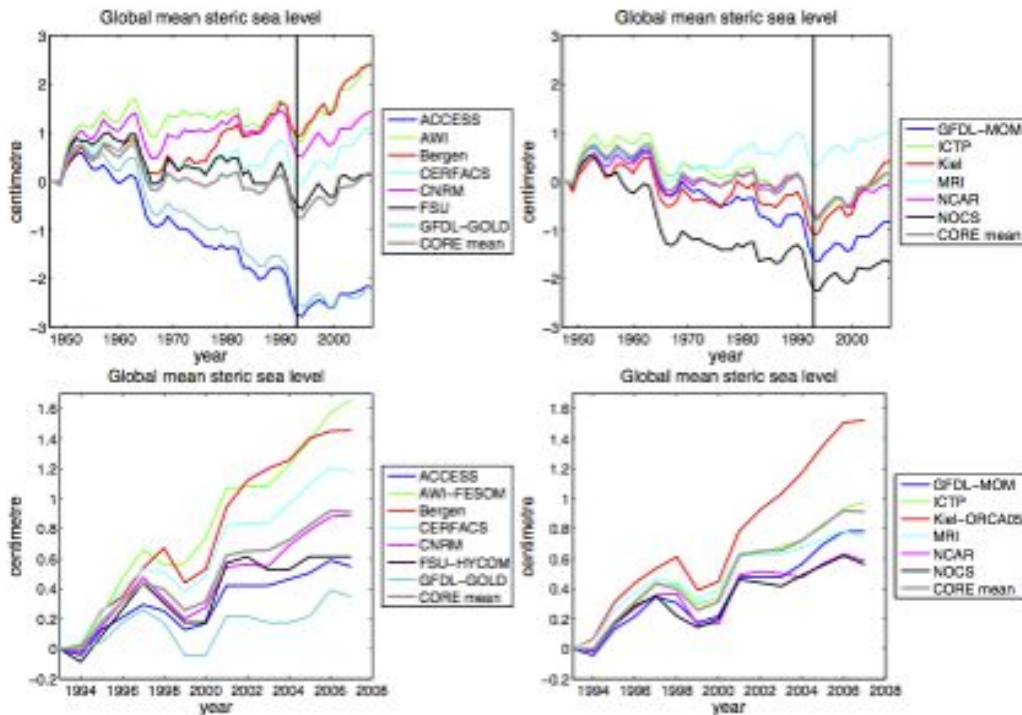 Global mean steric sea level
3
2
1
0
−1
−2
−3
centimetre
1950 1960 1970 1980 1990 2000
year
ACCESS
AWI
Bergen
CERFACS
CNRM
FSU
GFDL−GOLD
CORE mean
Global mean steric sea level
3
2
1
0
−1
−2
−3
centimetre
1950 1960 1970 1980 1990 2000
year
GFDL−MOM
ICTP
Kiel
MRI
NCAR
NOCS
CORE mean
Global mean steric sea level
1.6
1.4
1.2
1
0.8
0.6
0.4
0.2
0
−0.2
centimetre
1994 1996 1998 2000 2002 2004 2006 2008
year
ACCESS
AWI−FESOM
Bergen
CERFACS
CNRM
FSU−HYCOM
GFDL−GOLD
CORE mean
Global mean steric sea level
1.6
1.4
1.2
1
0.8
0.6
0.4
0.2
0
−0.2
centimetre
1994 1996 1998 2000 2002 2004 2006 2008
year
GFDL−MOM
ICTP
Kiel−ORCA05
MRI
NCAR
NOCS
CORE mean